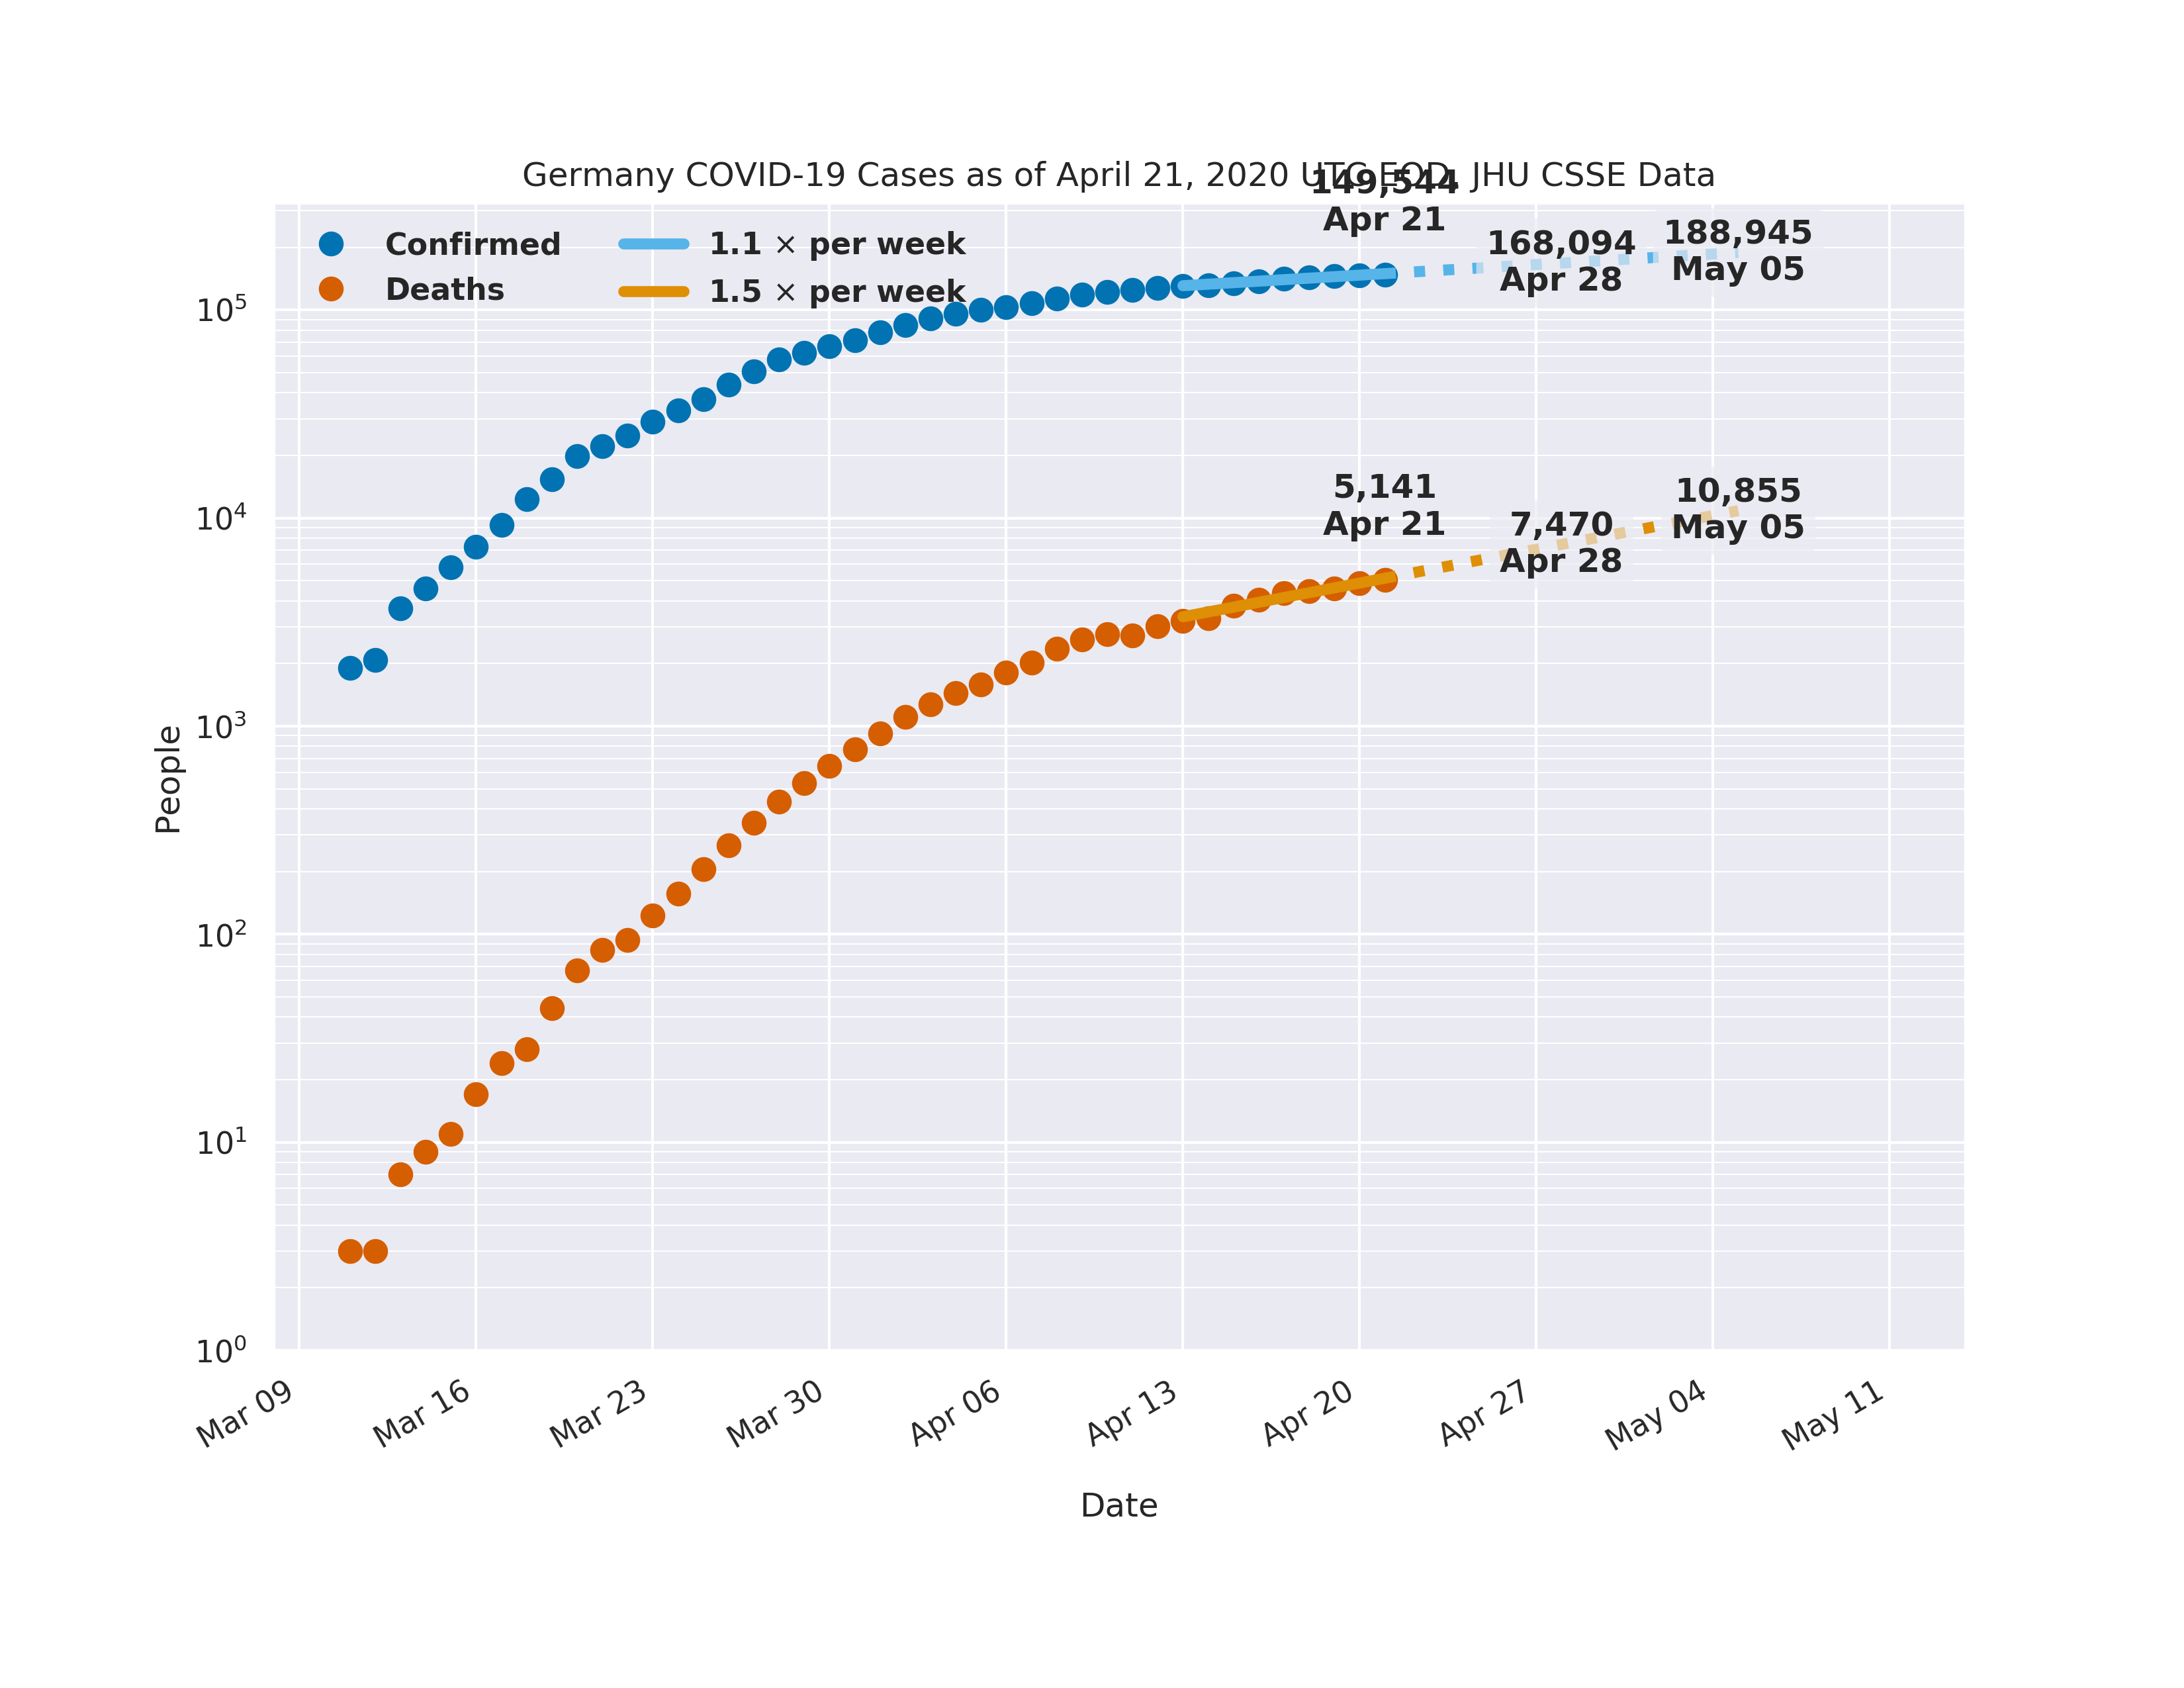 Germany COVID-19 Cases as of April 21, 2020 UTC EOD, JHU CSSE Data
149,544
Apr 21
168,094
Apr 28
188,945
May 05
Confirmed
Deaths
1.1 × per week
1.5 × per week
5,141
Apr 21
7,470
Apr 28
10,855
May 05
People
10⁵
10⁴
10³
10²
10¹
10⁰
Mar 09
Mar 16
Mar 23
Mar 30
Apr 06
Apr 13
Apr 20
Apr 27
May 04
May 11
Date